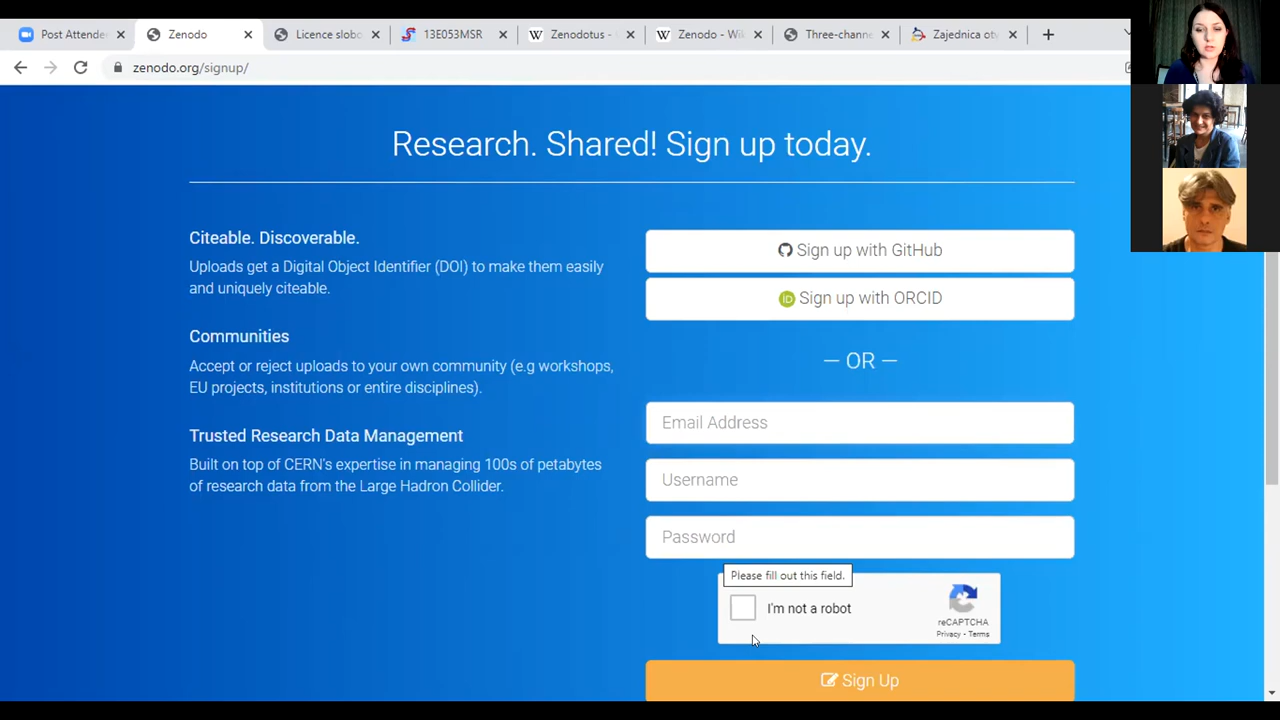 Post Attende
Zenodo
Licence slobo
13E053MSR
Zenodotus -
Zenodo - Wik
Three-channe
Zajednica otv
zenodo.org/signup/
Research. Shared! Sign up today.
Citeable. Discoverable.
Uploads get a Digital Object Identifier (DOI) to make them easily
and uniquely citeable.
Communities
Accept or reject uploads to your own community (e.g workshops,
EU projects, institutions or entire disciplines).
Trusted Research Data Management
Built on top of CERN's expertise in managing 100s of petabytes
of research data from the Large Hadron Collider.
Sign up with GitHub
iD Sign up with ORCID
— OR —
Email Address
Username
Password
Please fill out this field.
I'm not a robot
reCAPTCHA
Privacy - Terms
Sign Up